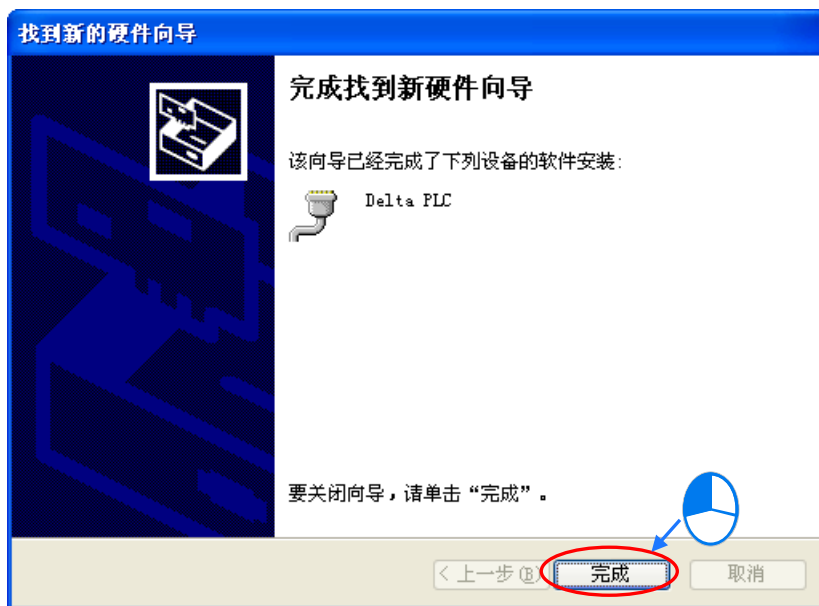 找到新的硬件向导
完成找到新硬件向导
该向导已经完成了下列设备的软件安装:
Delta PLC
要关闭向导，请单击“完成”。
< 上一步(B) 完成 取消